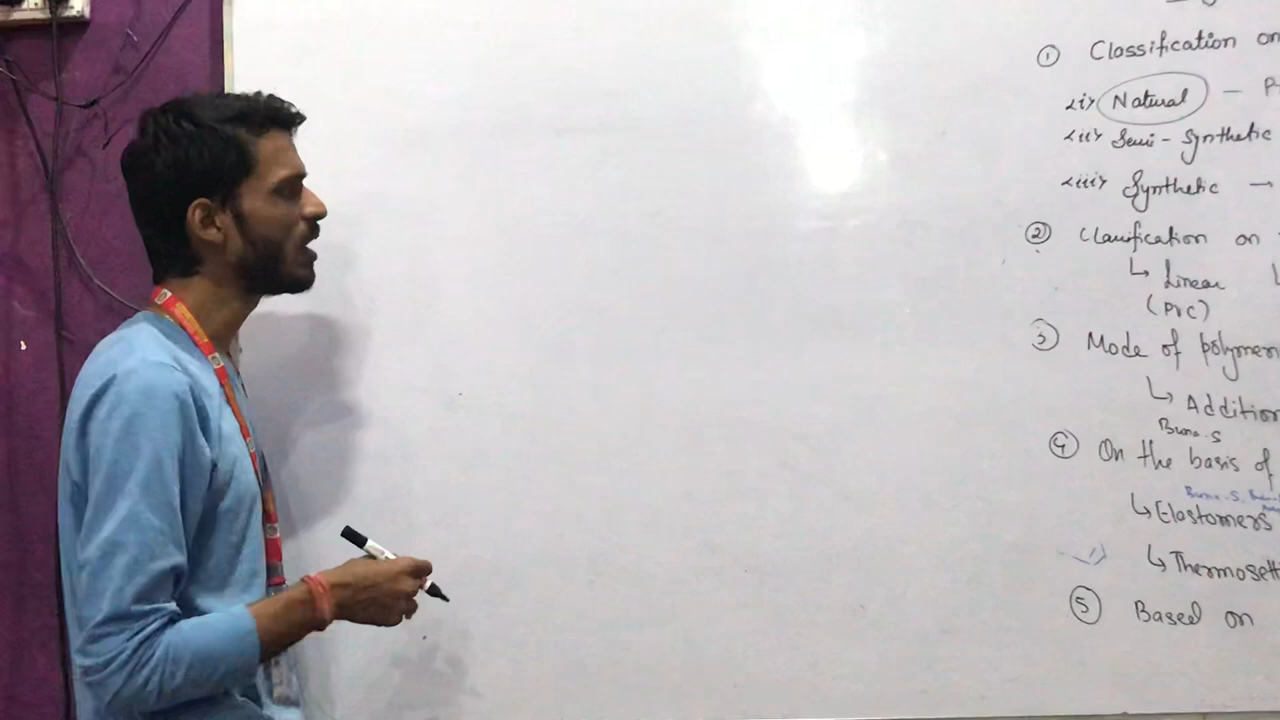 ① Classification on
<i> Natural — P
<ii> Semi - Synthetic
<iii> Synthetic →
② Classification on
↳ Linear ↳
(PVC)
③ Mode of polymer
↳ Addition
Buna-S
④ On the basis of
Buna-S,
↳ Elastomers
↳ Thermosett
⑤ Based on